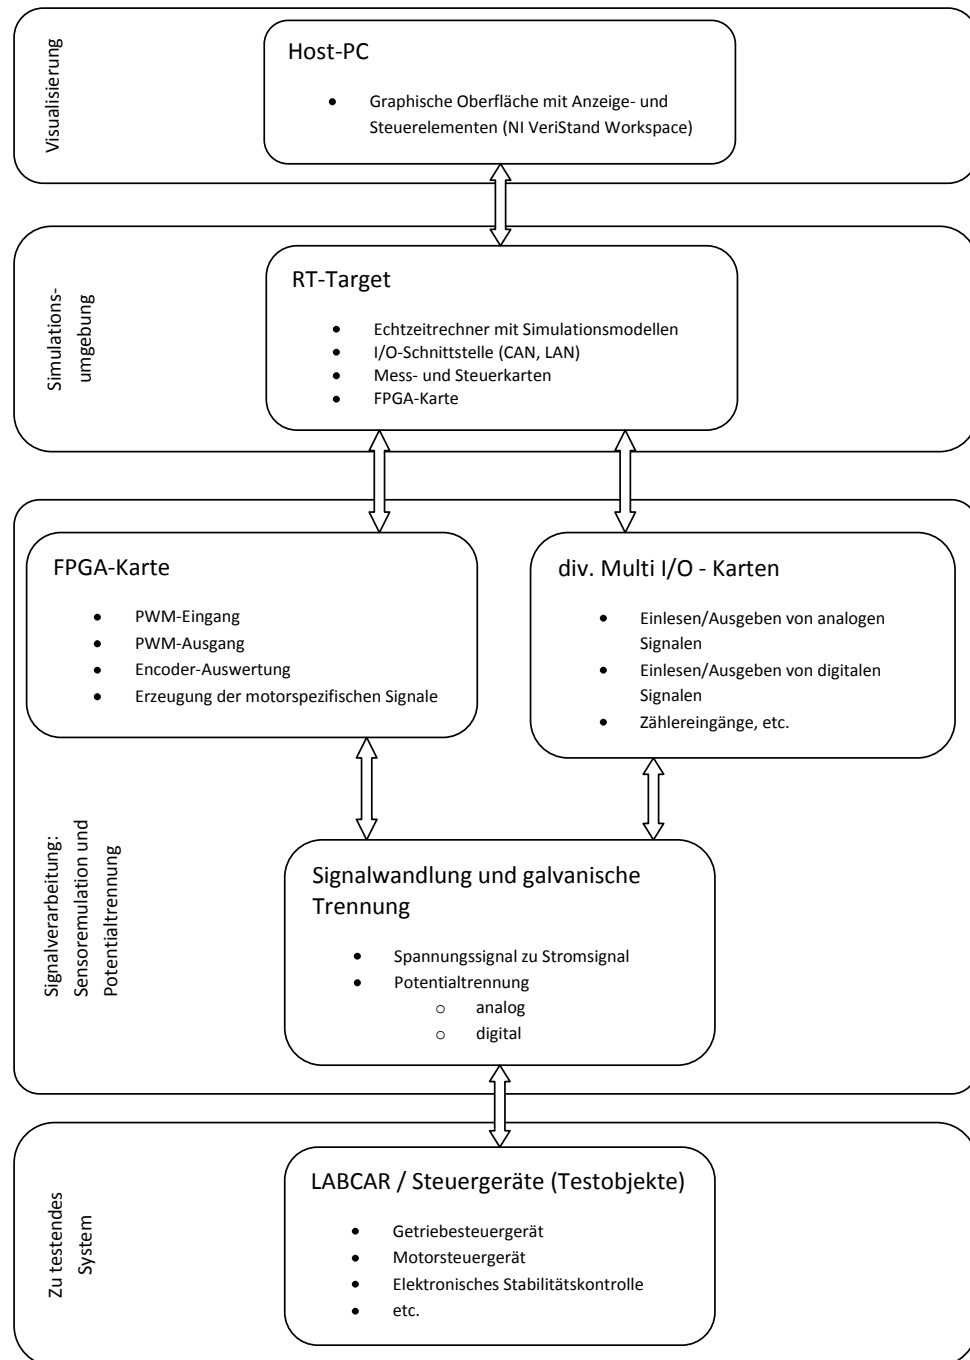 Visualisierung
Host-PC
● Graphische Oberfläche mit Anzeige- und
Steuerelementen (NI VeriStand Workspace)
Simulations-
umgebung
RT-Target
● Echtzeitrechner mit Simulationsmodellen
● I/O-Schnittstelle (CAN, LAN)
● Mess- und Steuerkarten
● FPGA-Karte
Signalverarbeitung:
Sensoremulation und
Potentialtrennung
FPGA-Karte
● PWM-Eingang
● PWM-Ausgang
● Encoder-Auswertung
● Erzeugung der motorspezifischen Signale
div. Multi I/O - Karten
● Einlesen/Ausgeben von analogen
Signalen
● Einlesen/Ausgeben von digitalen
Signalen
● Zählereingänge, etc.
Signalwandlung und galvanische
Trennung
● Spannungssignal zu Stromsignal
● Potentialtrennung
○ analog
○ digital
Zu testendes
System
LABCAR / Steuergeräte (Testobjekte)
● Getriebesteuergerät
● Motorsteuergerät
● Elektronisches Stabilitätskontrolle
● etc.